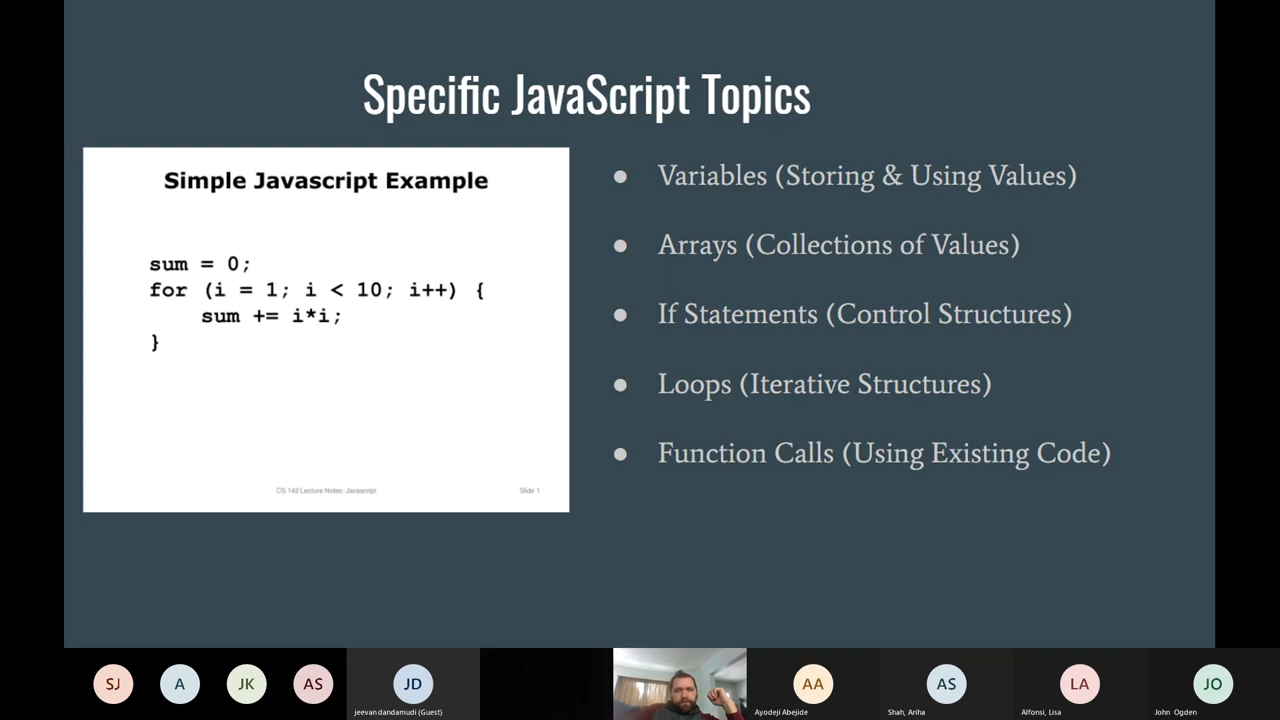 Specific JavaScript Topics
Simple Javascript Example
sum = 0;
for (i = 1; i < 10; i++) {
    sum += i*i;
}
CS 142 Lecture Notes: Javascript
Slide 1
● Variables (Storing & Using Values)
● Arrays (Collections of Values)
● If Statements (Control Structures)
● Loops (Iterative Structures)
● Function Calls (Using Existing Code)
SJ
A
JK
AS
JD
jeevan dandamudi (Guest)
AA
Ayodeji Abejide
AS
Shah, Ariha
LA
Alfonsi, Lisa
JO
John Ogden